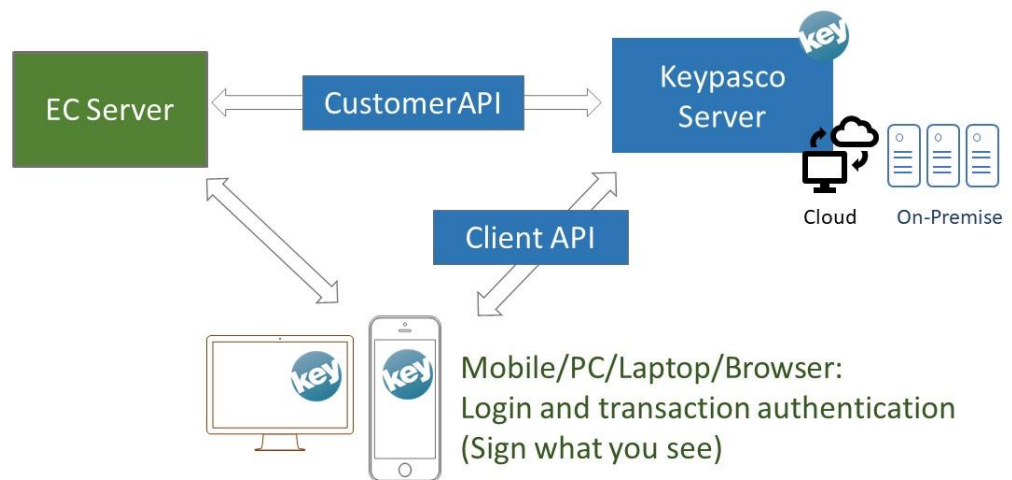 key
EC Server
CustomerAPI
Keypasco
Server
Cloud
On-Premise
Client API
key
key
Mobile/PC/Laptop/Browser:
Login and transaction authentication
(Sign what you see)